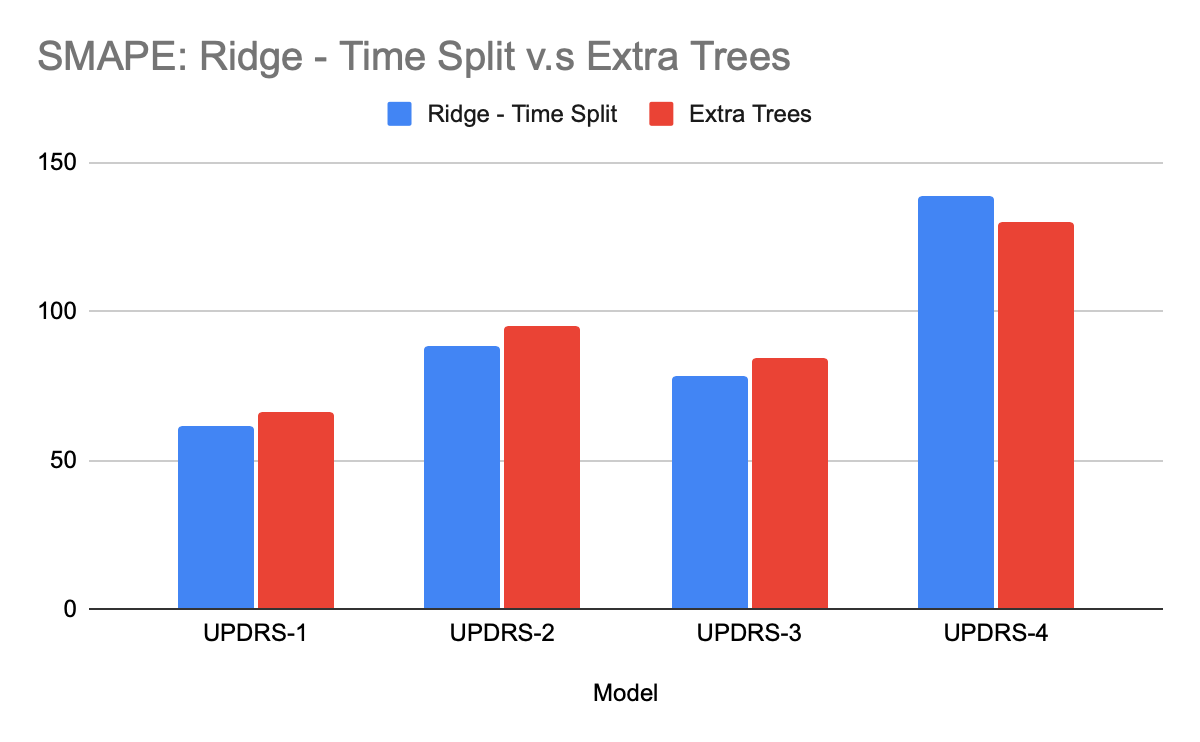 SMAPE: Ridge - Time Split v.s Extra Trees
Ridge - Time Split
Extra Trees
150
100
50
0
UPDRS-1
UPDRS-2
UPDRS-3
UPDRS-4
Model